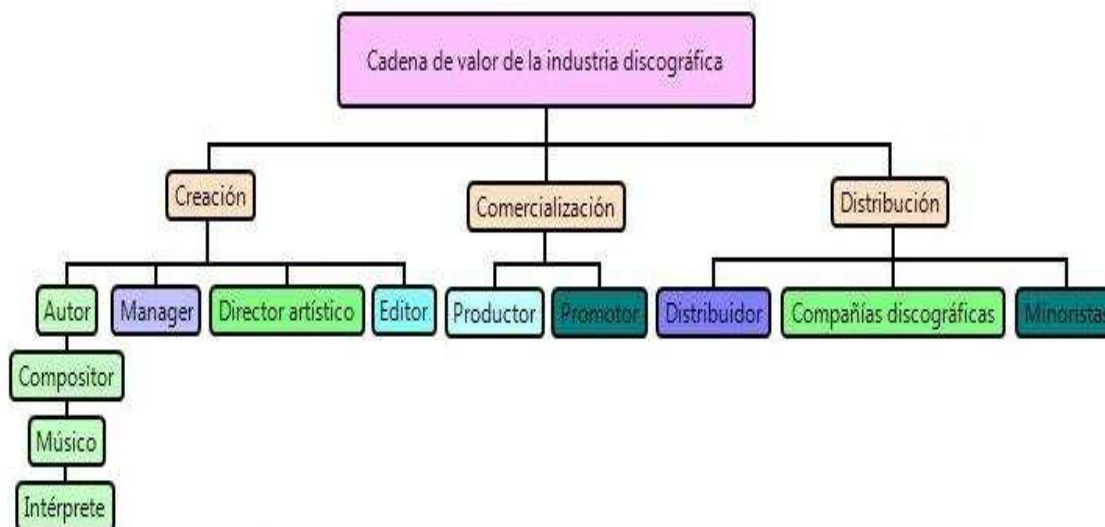 Cadena de valor de la industria discográfica
Creación
Comercialización
Distribución
Autor
Manager
Director artístico
Editor
Productor
Promotor
Distribuidor
Compañías discográficas
Minoristas
Compositor
Músico
Intérprete